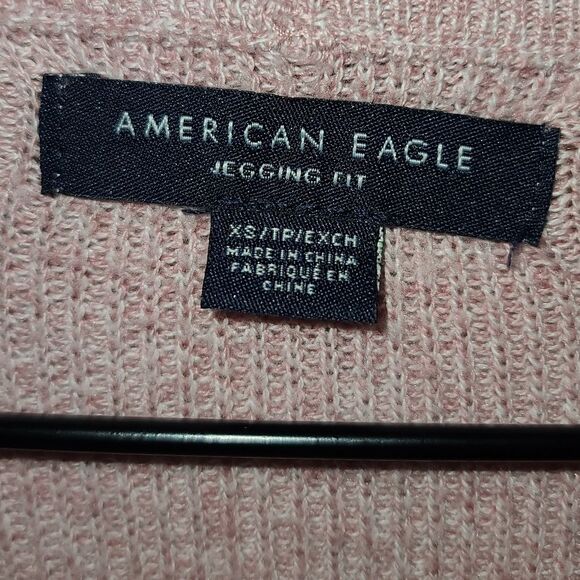 AMERICAN EAGLE
JEGGING FIT
XS/TP/EXCH
MADE IN CHINA
FABRIQUÉ EN
CHINE